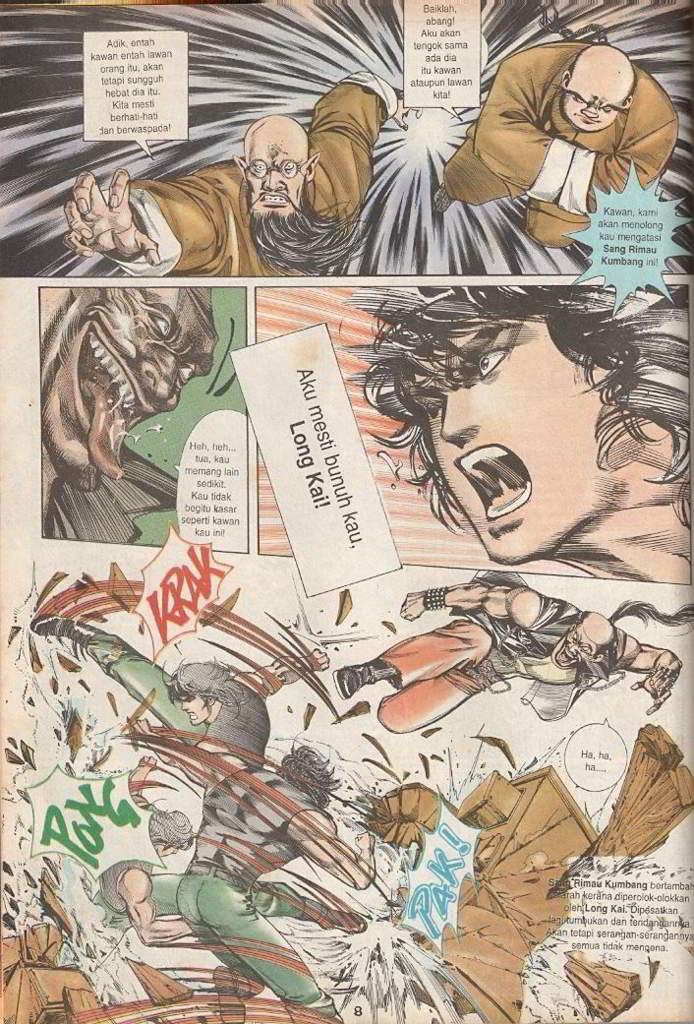 Adik, entah
kawan entah lawan
orang itu, akan
tetapi sungguh
hebat dia itu.
Kita mesti
berhati-hati
dan berwaspada!
Baiklah,
abang!
Aku akan
tengok sama
ada dia
itu kawan
ataupun lawan
kita!
Kawan, kami
akan menolong
kau mengatasi
Sang Rimau
Kumbang ini!
Heh, heh...
tua, kau
memang lain
sedikit.
Kau tidak
begitu kasar
seperti kawan
kau ini!
Aku mesti bunuh kau,
Long Kai!
KRAK
Ha, ha,
ha....
PAK
PAK!
Sang Rimau Kumbang bertambah
marah kerana diperolok-olokkan
oleh Long Kai. Dipesatkan
lagi tumbukan dan tendangannya.
Akan tetapi serangan-serangannya
semua tidak mengena.
8